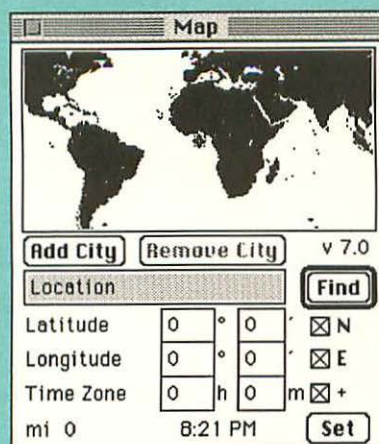 Map
Add City Remove City v 7.0
Location Find
Latitude 0 ° 0 ′ N
Longitude 0 ° 0 ′ E
Time Zone 0 h 0 m +
mi 0 8:21 PM Set